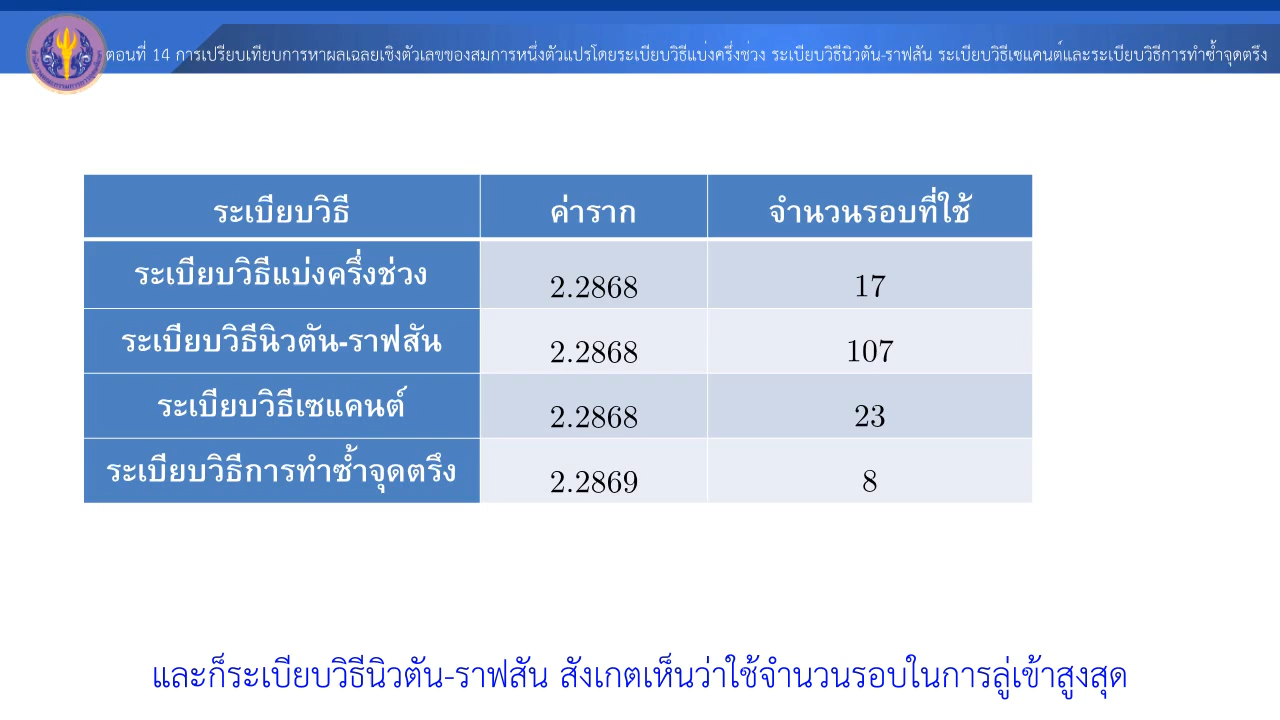 ตอนที่ 14 การเปรียบเทียบการหาผลเฉลยเชิงตัวเลขของสมการหนึ่งตัวแปรโดยระเบียบวิธีแบ่งครึ่งช่วง ระเบียบวิธีนิวตัน-ราฟสัน ระเบียบวิธีเซแคนต์และระเบียบวิธีการทำซ้ำจุดตรึง
ระเบียบวิธี ค่าราก จำนวนรอบที่ใช้
ระเบียบวิธีแบ่งครึ่งช่วง 2.2868 17
ระเบียบวิธีนิวตัน-ราฟสัน 2.2868 107
ระเบียบวิธีเซแคนต์ 2.2868 23
ระเบียบวิธีการทำซ้ำจุดตรึง 2.2869 8
และก็ระเบียบวิธีนิวตัน-ราฟสัน สังเกตเห็นว่าใช้จำนวนรอบในการลู่เข้าสูงสุด